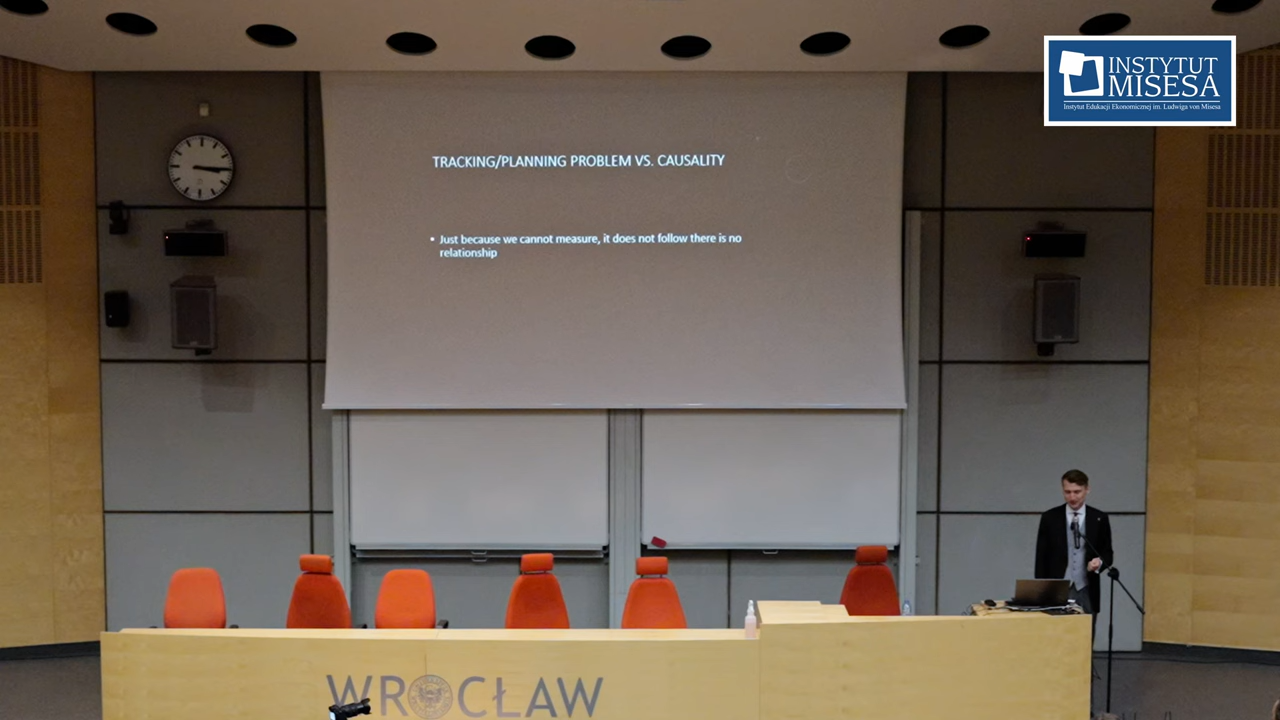 INSTYTUT
MISESA
Instytut Edukacji Ekonomicznej im. Ludwiga von Misesa
TRACKING/PLANNING PROBLEM VS. CAUSALITY
• Just because we cannot measure, it does not follow there is no
relationship
WROCŁAW